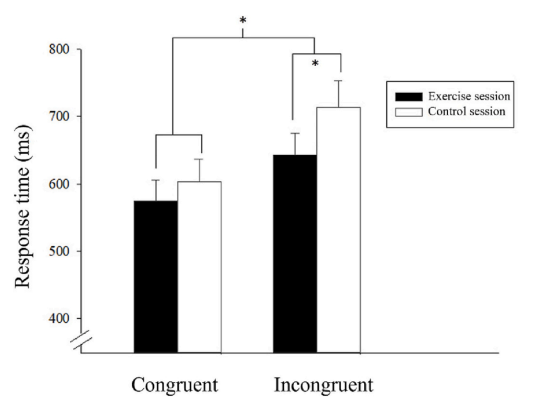 *
800
*
Exercise session
Control session
700
600
500
400
Response time (ms)
Congruent
Incongruent